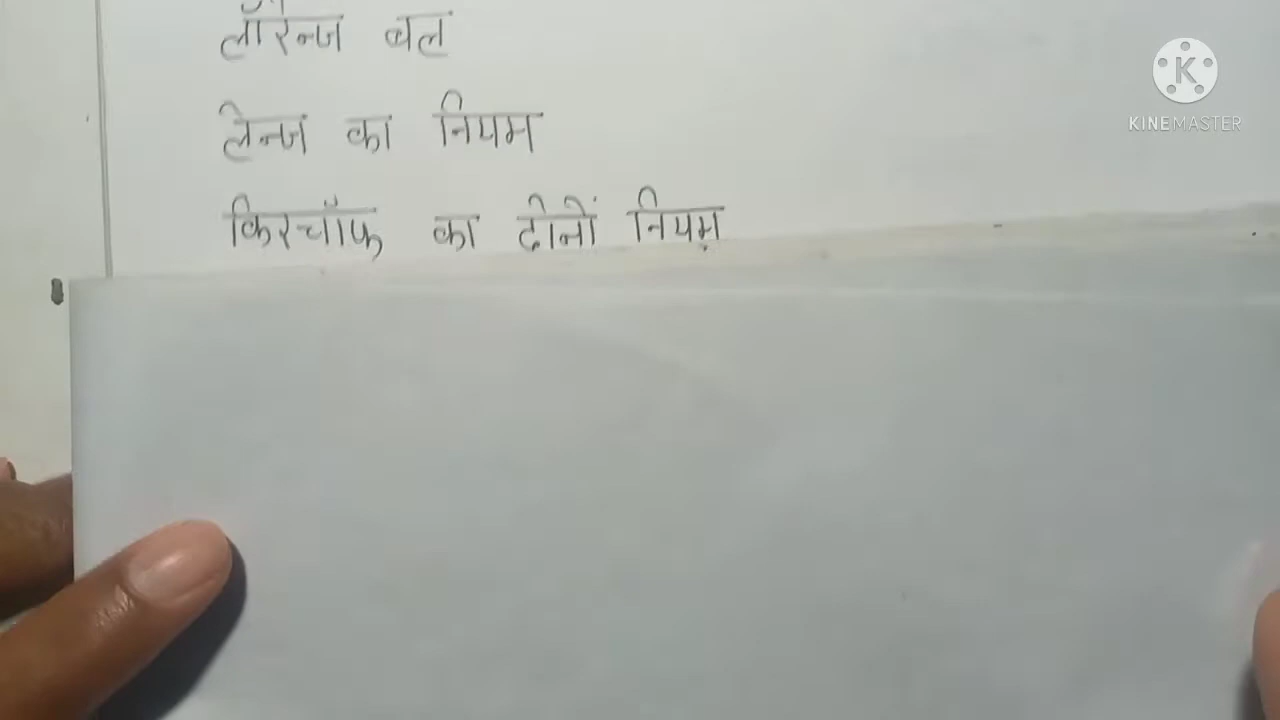 लॉरेन्ज बल
लेन्ज का नियम
किरचॉफ का दोनों नियम
K
KINEMASTER